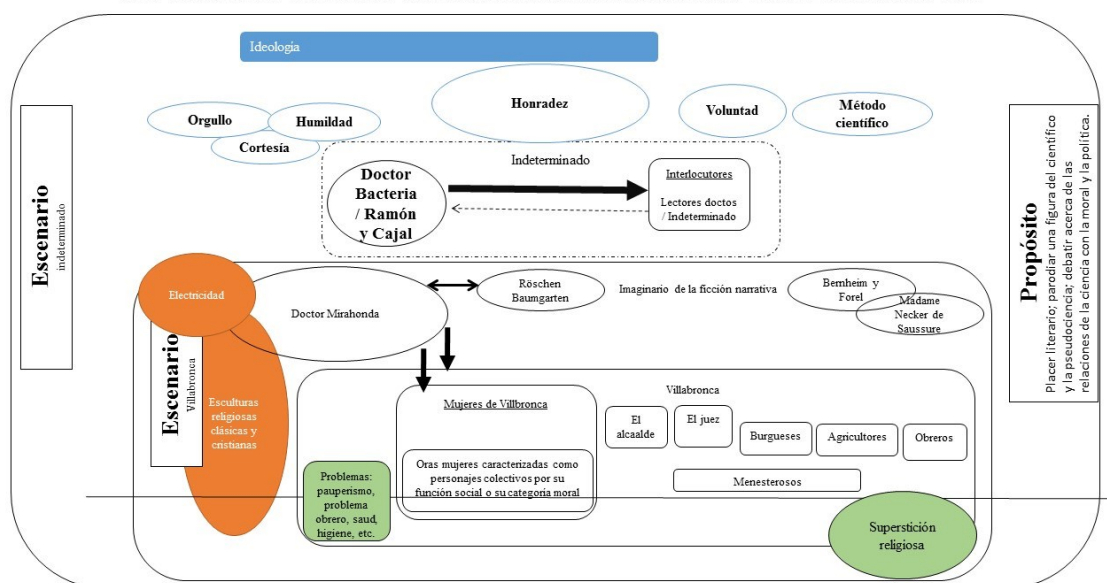 Ideología
Orgullo
Humildad
Cortesía
Honradez
Voluntad
Método
científico
Escenario
indeterminado
Indeterminado
Doctor
Bacteria
/ Ramón
y Cajal
Interlocutores
Lectores doctos
/ Indeterminado
Propósito
Placer literario; parodiar una figura del científico
y la pseudociencia; debatir acerca de las
relaciones de la ciencia con la moral y la política.
Electricidad
Doctor Mirahonda
Röschen
Baumgarten
Imaginario de la ficción narrativa
Bernheim y
Forel
Madame
Necker de
Saussure
Escenario
Villabronca
Esculturas
religiosas
clásicas y
cristianas
Mujeres de Villbronca
Oras mujeres caracterizadas como
personajes colectivos por su
función social o su categoría moral
Villabronca
El
alcaalde
El juez
Burgueses
Agricultores
Obreros
Menesterosos
Problemas:
pauperismo,
problema
obrero, saud,
higiene, etc.
Superstición
religiosa